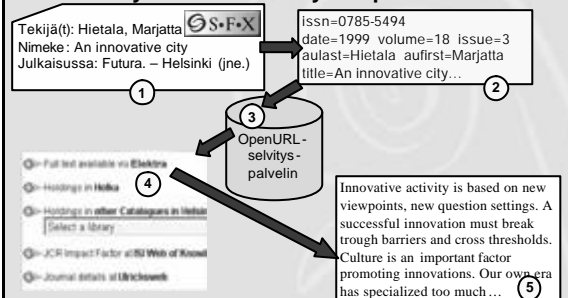 Tekijä(t): Hietala, Marjatta
S•F•X
Nimeke: An innovative city
Julkaisussa: Futura. – Helsinki (jne.)
1
issn=0785-5494
date=1999 volume=18 issue=3
aulast=Hietala aufirst=Marjatta
title=An innovative city…
2
3
OpenURL-
selvitys-
palvelin
Full text available via Elektra
Holdings in Holka
4
Holdings in other Catalogues in Helsin
Select a library
JCR Impact Factor at ISI Web of Knowl
Journal details at Ulrichsweb
Innovative activity is based on new
viewpoints, new question settings. A
successful innovation must break
trough barriers and cross thresholds.
Culture is an important factor
promoting innovations. Our own era
has specialized too much…
5